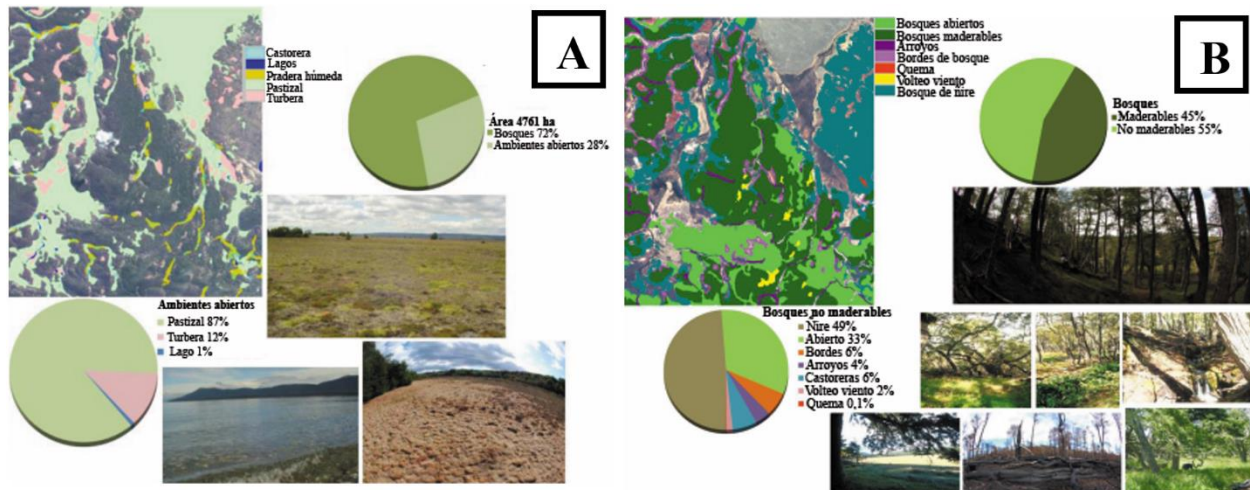 A
Castorera
Lagos
Pradera húmeda
Pastizal
Turbera
Área 4761 ha
Bosques 72%
Ambientes abiertos 28%
Ambientes abiertos
Pastizal 87%
Turbera 12%
Lago 1%
B
Bosques abiertos
Bosques maderables
Arroyos
Bordes de bosque
Quema
Volteo viento
Bosque de nire
Bosques
Maderables 45%
No maderables 55%
Bosques no maderables
Nire 49%
Abierto 33%
Bordes 6%
Arroyos 4%
Castoreras 6%
Volteo viento 2%
Quema 0,1%